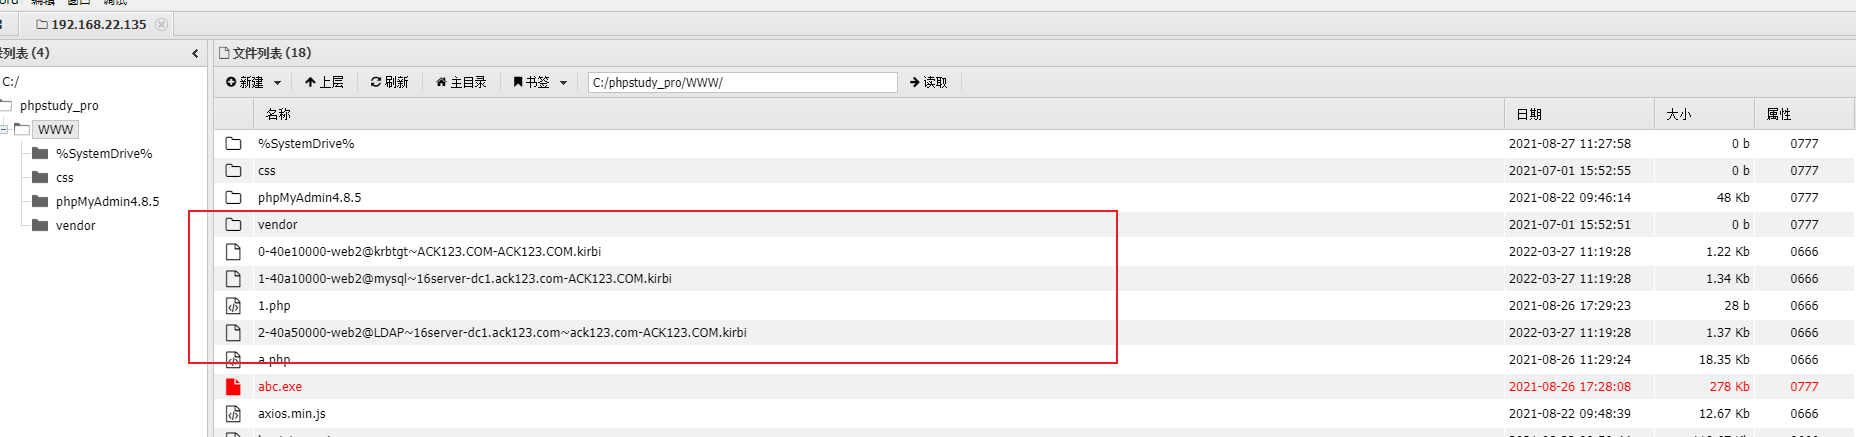 编辑 窗口 调试
192.168.22.135
列表 (4)
文件列表 (18)
新建 上层 刷新 主目录 书签 C:/phpstudy_pro/WWW/ 读取
C:/
phpstudy_pro
WWW
%SystemDrive%
css
phpMyAdmin4.8.5
vendor
名称 日期 大小 属性
%SystemDrive% 2021-08-27 11:27:58 0 b 0777
css 2021-07-01 15:52:55 0 b 0777
phpMyAdmin4.8.5 2021-08-22 09:46:14 48 Kb 0777
vendor 2021-07-01 15:52:51 0 b 0777
0-40e10000-web2@krbtgt~ACK123.COM-ACK123.COM.kirbi 2022-03-27 11:19:28 1.22 Kb 0666
1-40a10000-web2@mysql~16server-dc1.ack123.com-ACK123.COM.kirbi 2022-03-27 11:19:28 1.34 Kb 0666
1.php 2021-08-26 17:29:23 28 b 0666
2-40a50000-web2@LDAP~16server-dc1.ack123.com~ack123.com-ACK123.COM.kirbi 2022-03-27 11:19:28 1.37 Kb 0666
a.php 2021-08-26 11:29:24 18.35 Kb 0666
abc.exe 2021-08-26 17:28:08 278 Kb 0777
axios.min.js 2021-08-22 09:48:39 12.67 Kb 0666